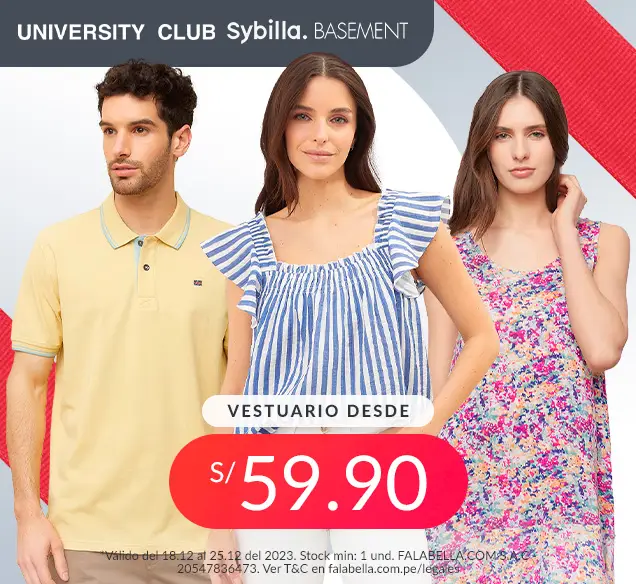 UNIVERSITY CLUB Sybilla. BASEMENT
VESTUARIO DESDE
S/ 59.90
*Válido del 18.12 al 25.12 del 2023. Stock min: 1 und. FALABELLA.COM S.A.C -
20547836473. Ver T&C en falabella.com.pe/legales